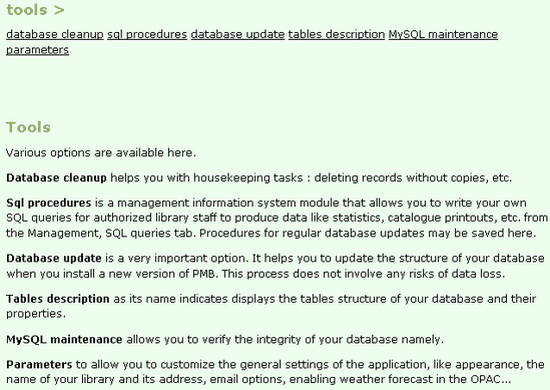 tools >
database cleanup sql procedures database update tables description MySQL maintenance
parameters
Tools
Various options are available here.
Database cleanup helps you with housekeeping tasks : deleting records without copies, etc.
Sql procedures is a management information system module that allows you to write your own
SQL queries for authorized library staff to produce data like statistics, catalogue printouts, etc. from
the Management, SQL queries tab. Procedures for regular database updates may be saved here.
Database update is a very important option. It helps you to update the structure of your database
when you install a new version of PMB. This process does not involve any risks of data loss.
Tables description as its name indicates displays the tables structure of your database and their
properties.
MySQL maintenance allows you to verify the integrity of your database namely.
Parameters to allow you to customize the general settings of the application, like appearance, the
name of your library and its address, email options, enabling weather forecast in the OPAC...